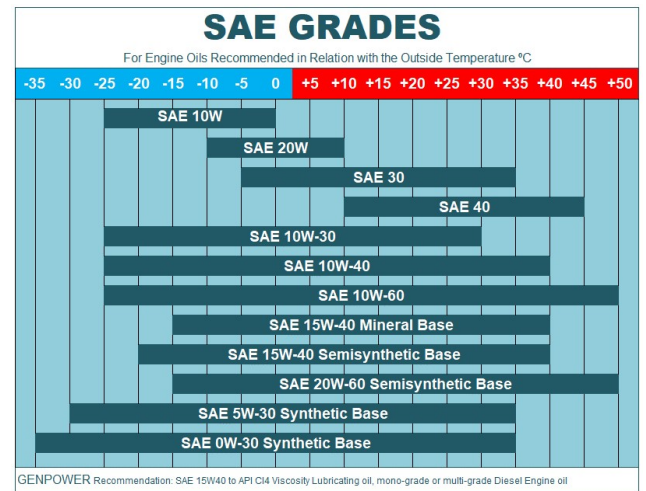 SAE GRADES
For Engine Oils Recommended in Relation with the Outside Temperature ºC
-35 -30 -25 -20 -15 -10 -5 0 +5 +10 +15 +20 +25 +30 +35 +40 +45 +50
SAE 10W
SAE 20W
SAE 30
SAE 40
SAE 10W-30
SAE 10W-40
SAE 10W-60
SAE 15W-40 Mineral Base
SAE 15W-40 Semisynthetic Base
SAE 20W-60 Semisynthetic Base
SAE 5W-30 Synthetic Base
SAE 0W-30 Synthetic Base
GENPOWER Recommendation: SAE 15W40 to API CI4 Viscosity Lubricating oil, mono-grade or multi-grade Diesel Engine oil